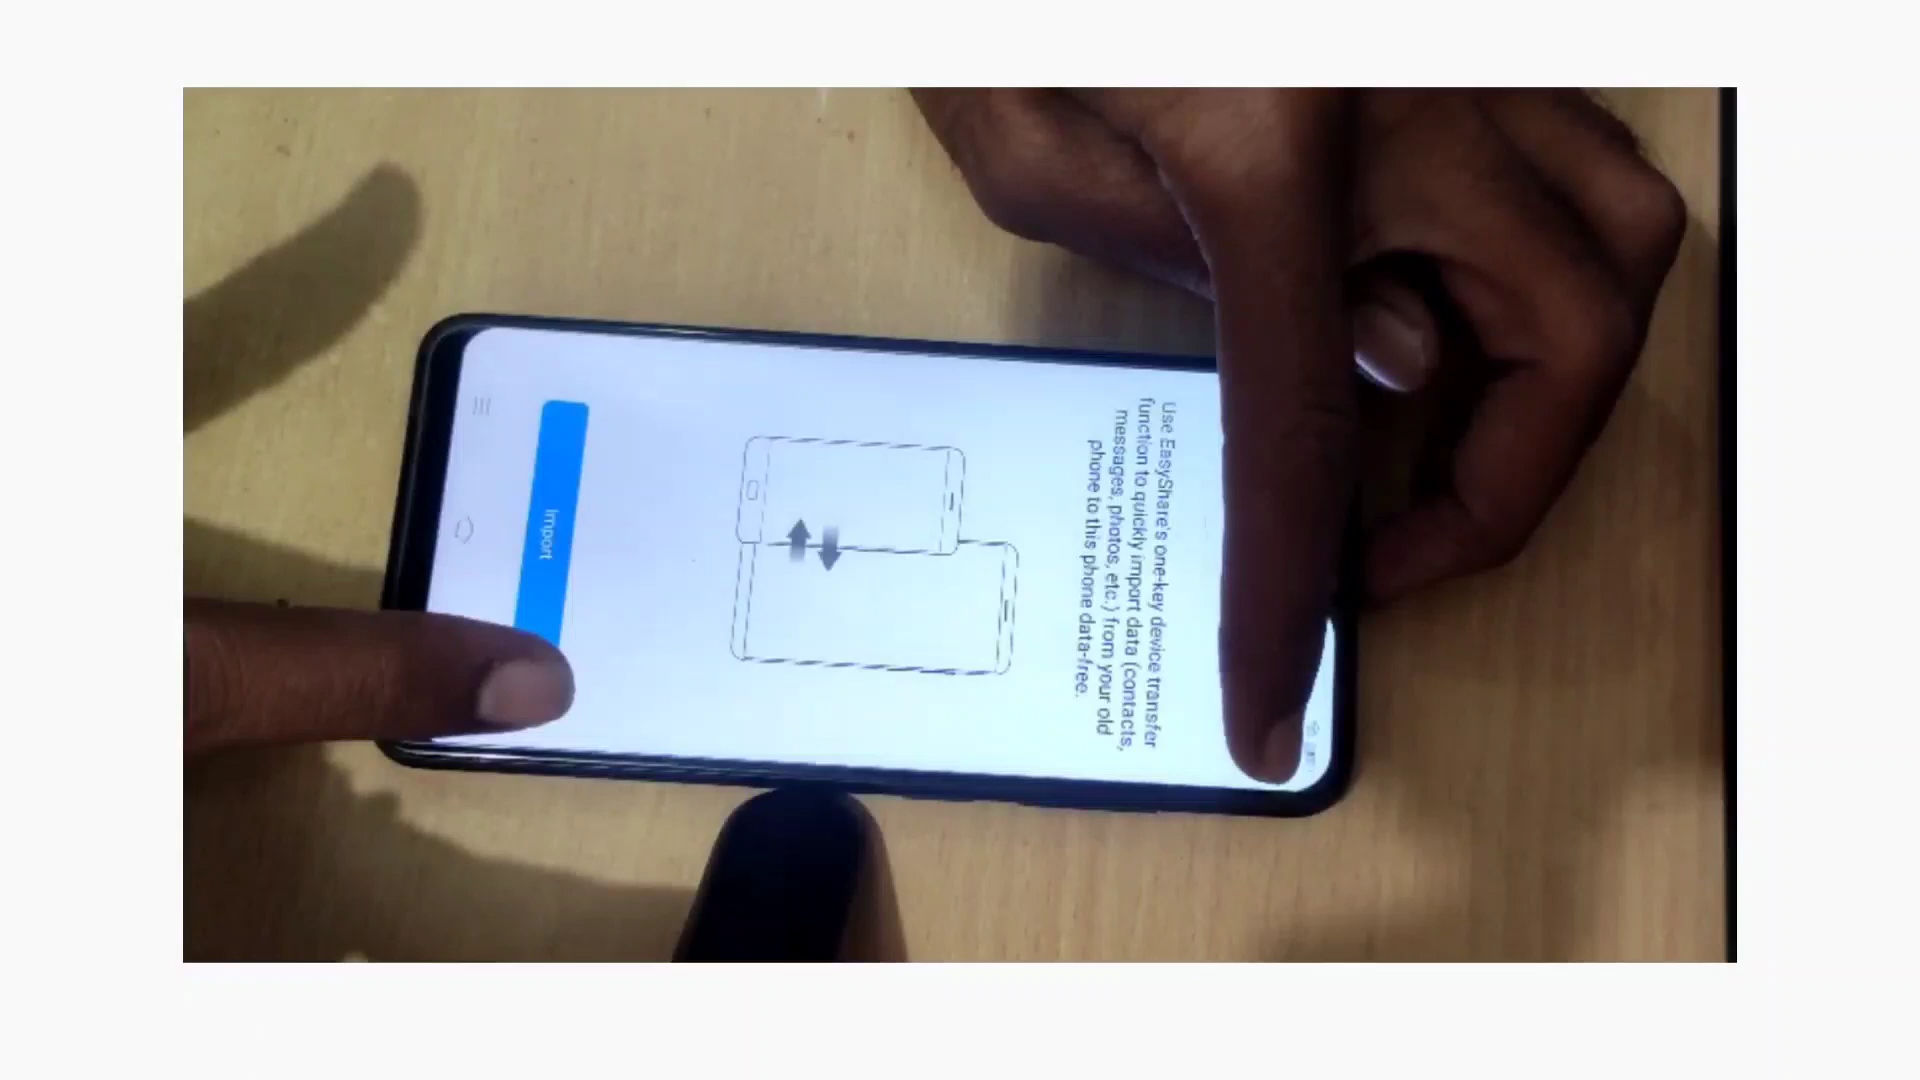 Use EasyShare's one-key device transfer
function to quickly import data (contacts,
messages, photos, etc.) from your old
phone to this phone data-free.
Import